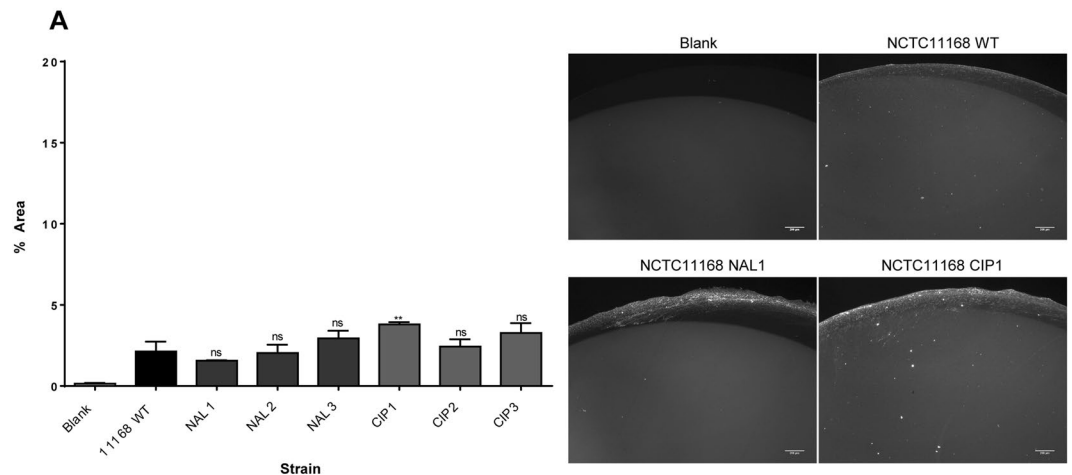 A
20
15
10
5
0
% Area
ns
ns
ns
**
ns
ns
Blank
11168 WT
NAL 1
NAL 2
NAL 3
CIP1
CIP2
CIP3
Strain
Blank
NCTC11168 WT
NCTC11168 NAL1
NCTC11168 CIP1